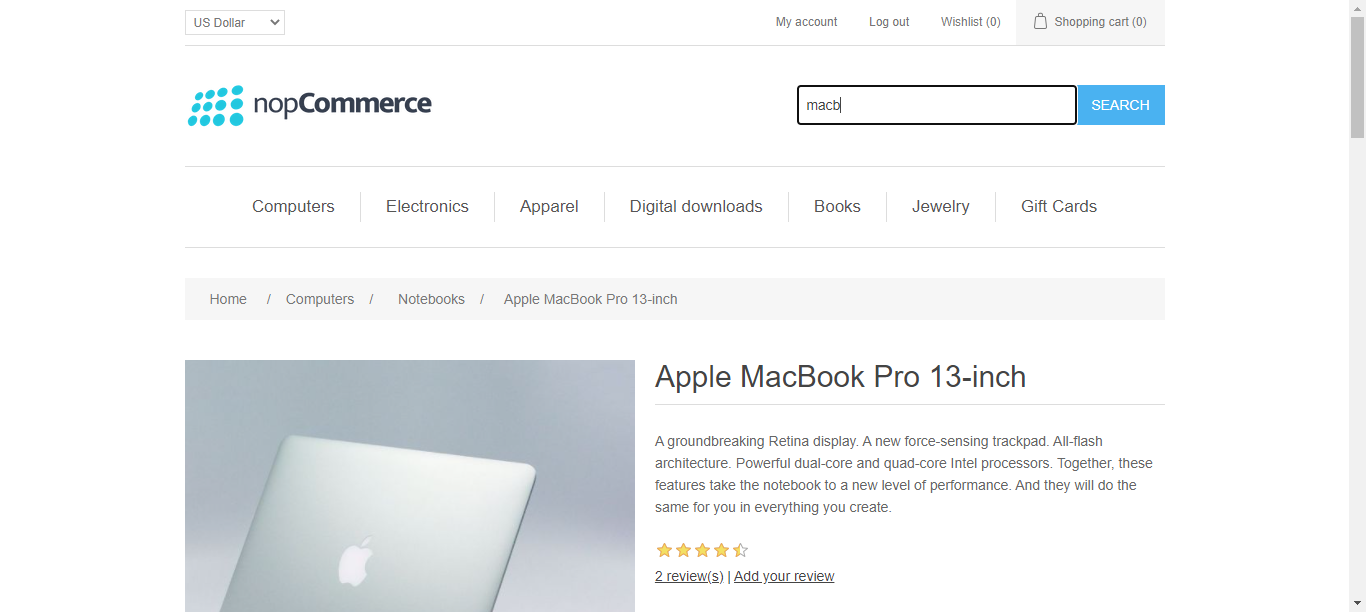 US Dollar
My account
Log out
Wishlist (0)
Shopping cart (0)
nopCommerce
macb
SEARCH
Computers
Electronics
Apparel
Digital downloads
Books
Jewelry
Gift Cards
Home / Computers / Notebooks / Apple MacBook Pro 13-inch
Apple MacBook Pro 13-inch
A groundbreaking Retina display. A new force-sensing trackpad. All-flash
architecture. Powerful dual-core and quad-core Intel processors. Together, these
features take the notebook to a new level of performance. And they will do the
same for you in everything you create.
2 review(s) | Add your review